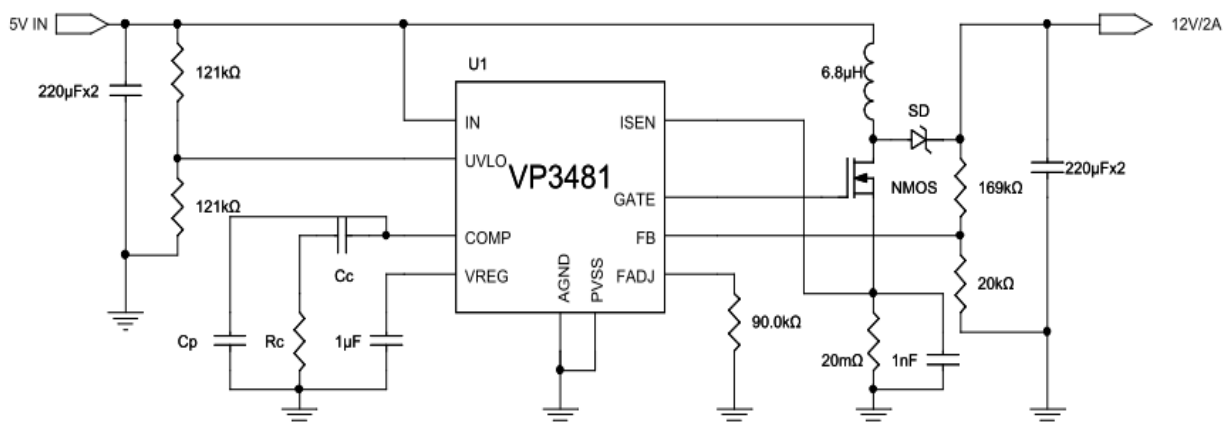 5V IN
12V/2A
121kΩ
U1
6.8μH
220μFx2
SD
IN
ISEN
UVLO
VP3481
220μFx2
169kΩ
NMOS
GATE
121kΩ
COMP
FB
Cc
VREG
AGND
PVSS
FADJ
20kΩ
90.0kΩ
Cp
Rc
1μF
20mΩ
1nF